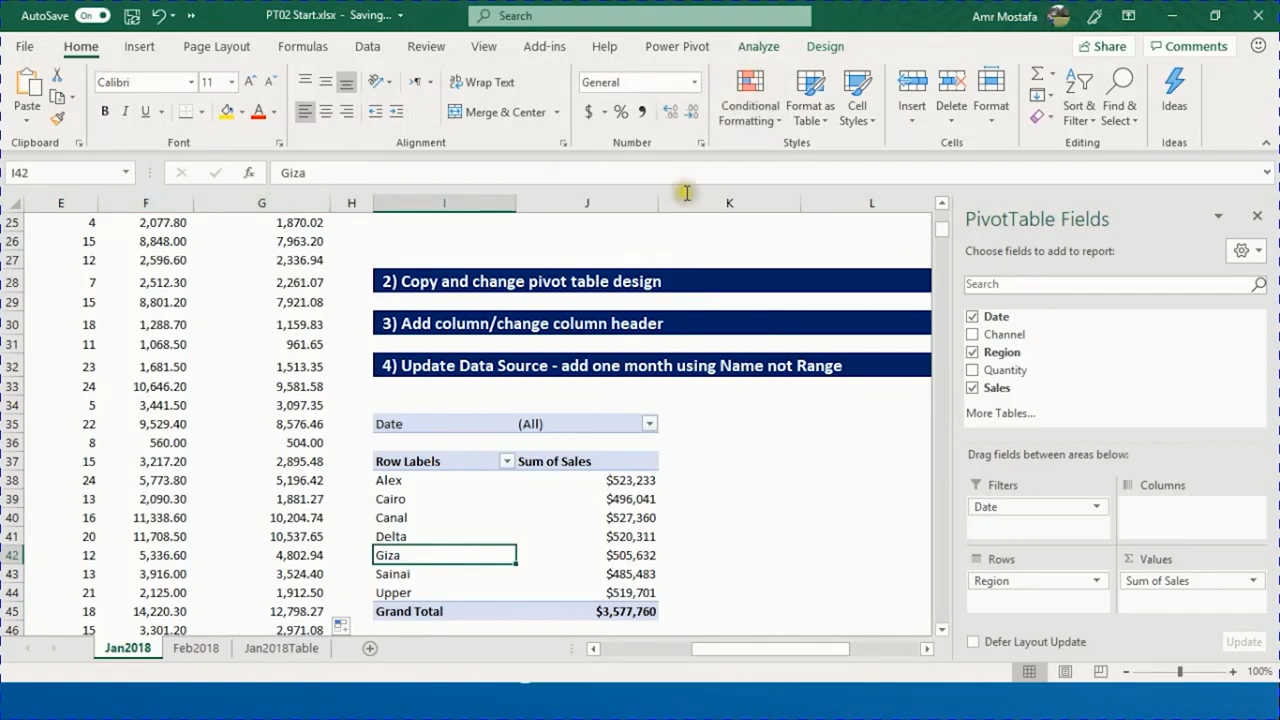 AutoSave On PT02 Start.xlsx - Saving... Search Amr Mostafa
File Home Insert Page Layout Formulas Data Review View Add-ins Help Power Pivot Analyze Design Share Comments
Paste Calibri 11 Wrap Text General Conditional Format as Cell Insert Delete Format Sort & Find & Ideas
B I U Merge & Center $ % Formatting Table Styles Filter Select
Clipboard Font Alignment Number Styles Cells Editing Ideas
I42 fx Giza
E F G H I J K L
25 4 2,077.80 1,870.02
26 15 8,848.00 7,963.20
27 12 2,596.60 2,336.94
28 7 2,512.30 2,261.07 2) Copy and change pivot table design
29 15 8,801.20 7,921.08
30 18 1,288.70 1,159.83 3) Add column/change column header
31 11 1,068.50 961.65
32 23 1,681.50 1,513.35 4) Update Data Source - add one month using Name not Range
33 24 10,646.20 9,581.58
34 5 3,441.50 3,097.35
35 22 9,529.40 8,576.46 Date (All)
36 8 560.00 504.00
37 15 3,217.20 2,895.48 Row Labels Sum of Sales
38 24 5,773.80 5,196.42 Alex $523,233
39 13 2,090.30 1,881.27 Cairo $496,041
40 16 11,338.60 10,204.74 Canal $527,360
41 20 11,708.50 10,537.65 Delta $520,311
42 12 5,336.60 4,802.94 Giza $505,632
43 13 3,916.00 3,524.40 Sainai $485,483
44 21 2,125.00 1,912.50 Upper $519,701
45 18 14,220.30 12,798.27 Grand Total $3,577,760
46 15 3,301.20 2,971.08
Jan2018 Feb2018 Jan2018Table
PivotTable Fields
Choose fields to add to report:
Search
Date
Channel
Region
Quantity
Sales
More Tables...
Drag fields between areas below:
Filters Columns
Date
Rows Σ Values
Region Sum of Sales
Defer Layout Update Update
100%